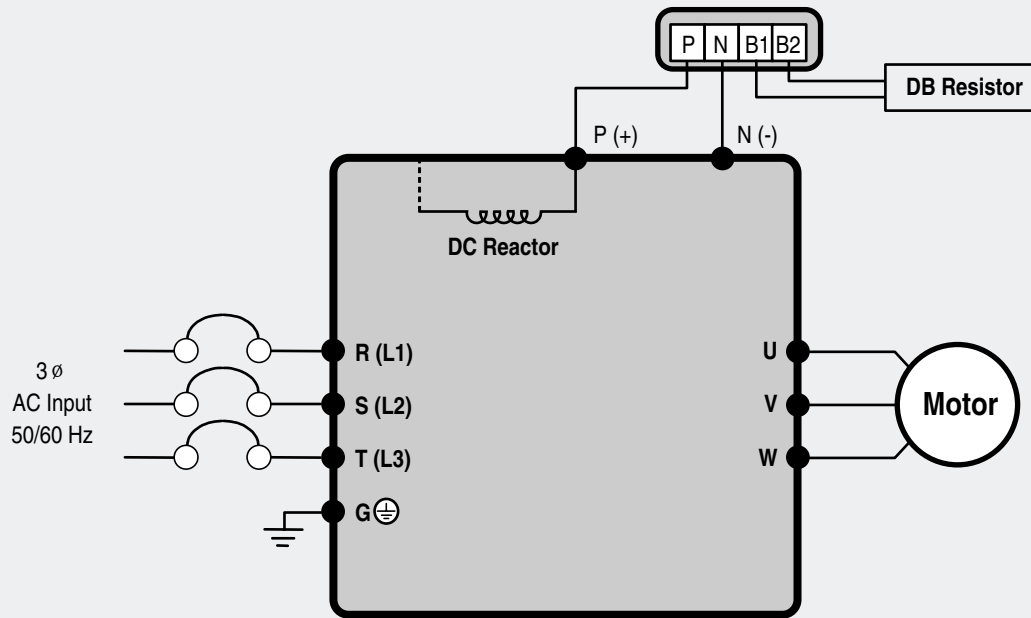 P N B1 B2
DB Resistor
P (+)
N (-)
DC Reactor
3 ø
AC Input
50/60 Hz
R (L1)
S (L2)
T (L3)
G
U
V
W
Motor